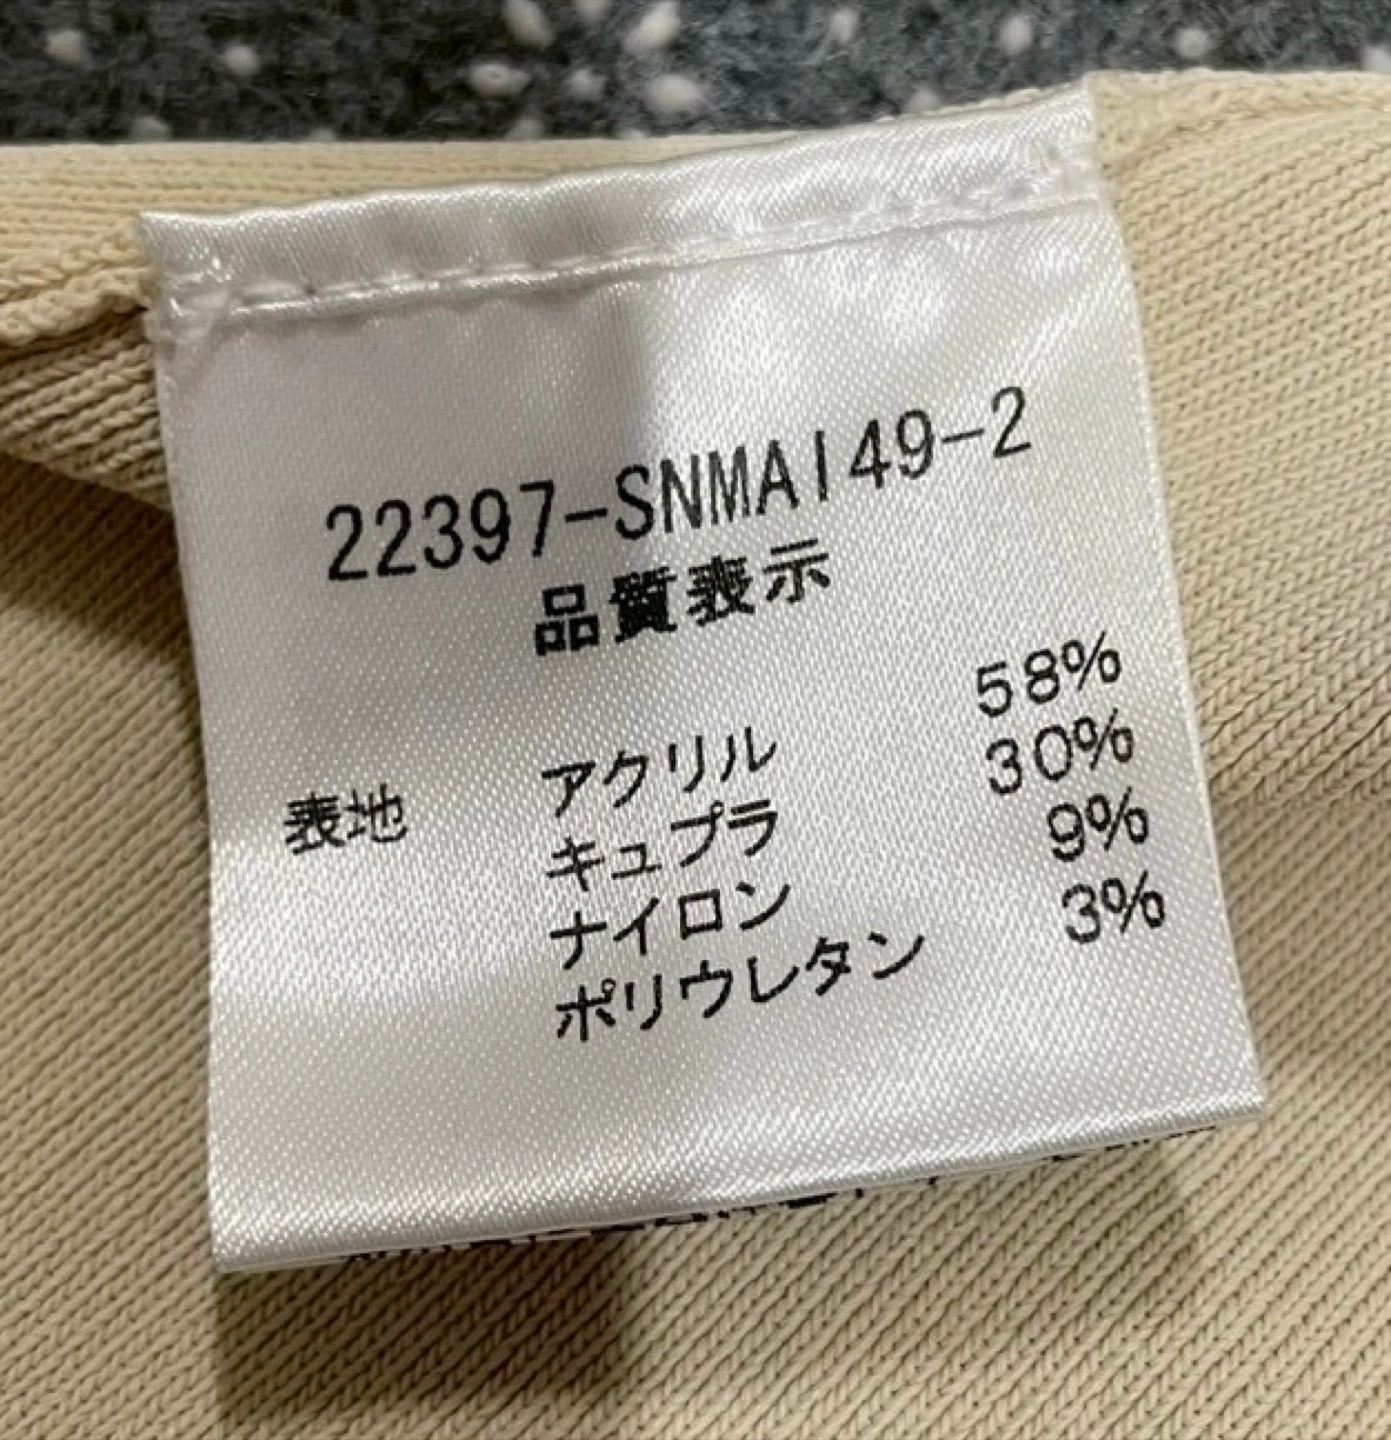 22397-SNMAI49-2
品質表示
表地 アクリル 58%
キュプラ 30%
ナイロン 9%
ポリウレタン 3%